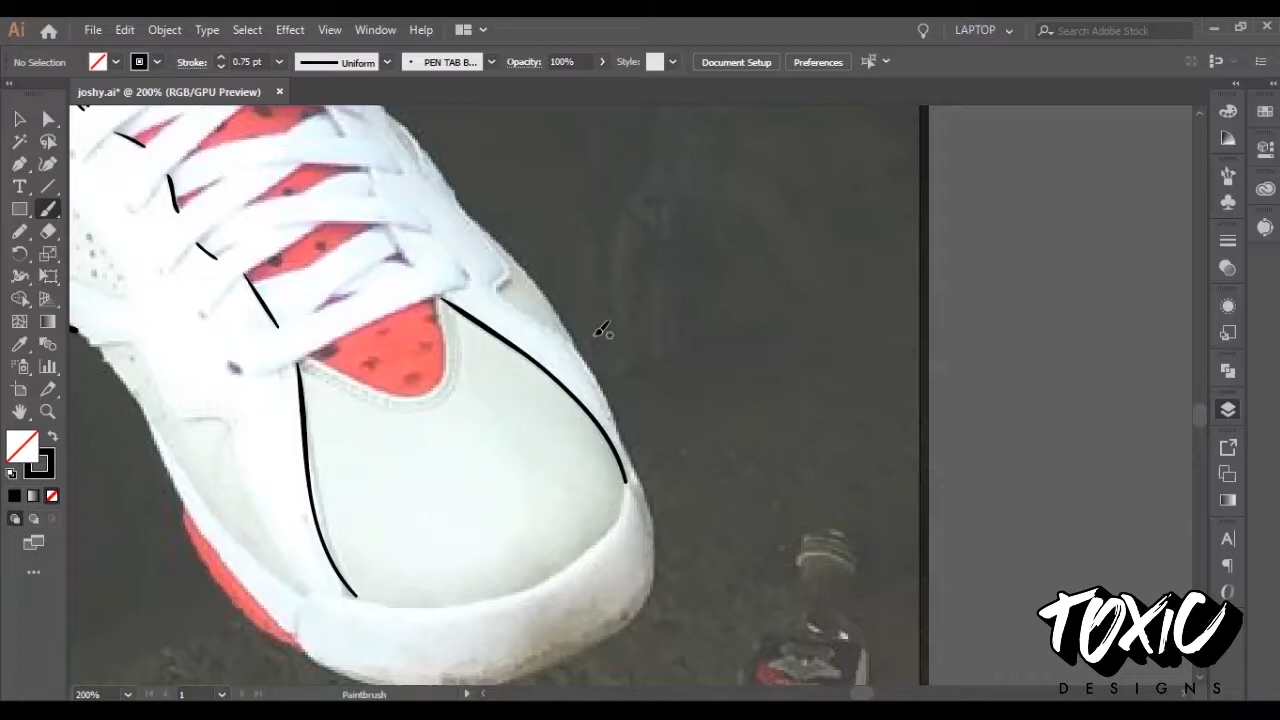 Ai File Edit Object Type Select Effect View Window Help LAPTOP Search Adobe Stock
No Selection Stroke: 0.75 pt Uniform PEN TAB B... Opacity: 100% Style: Document Setup Preferences
joshy.ai* @ 200% (RGB/GPU Preview) ×
TOXIC
DESIGNS
200% 1 Paintbrush